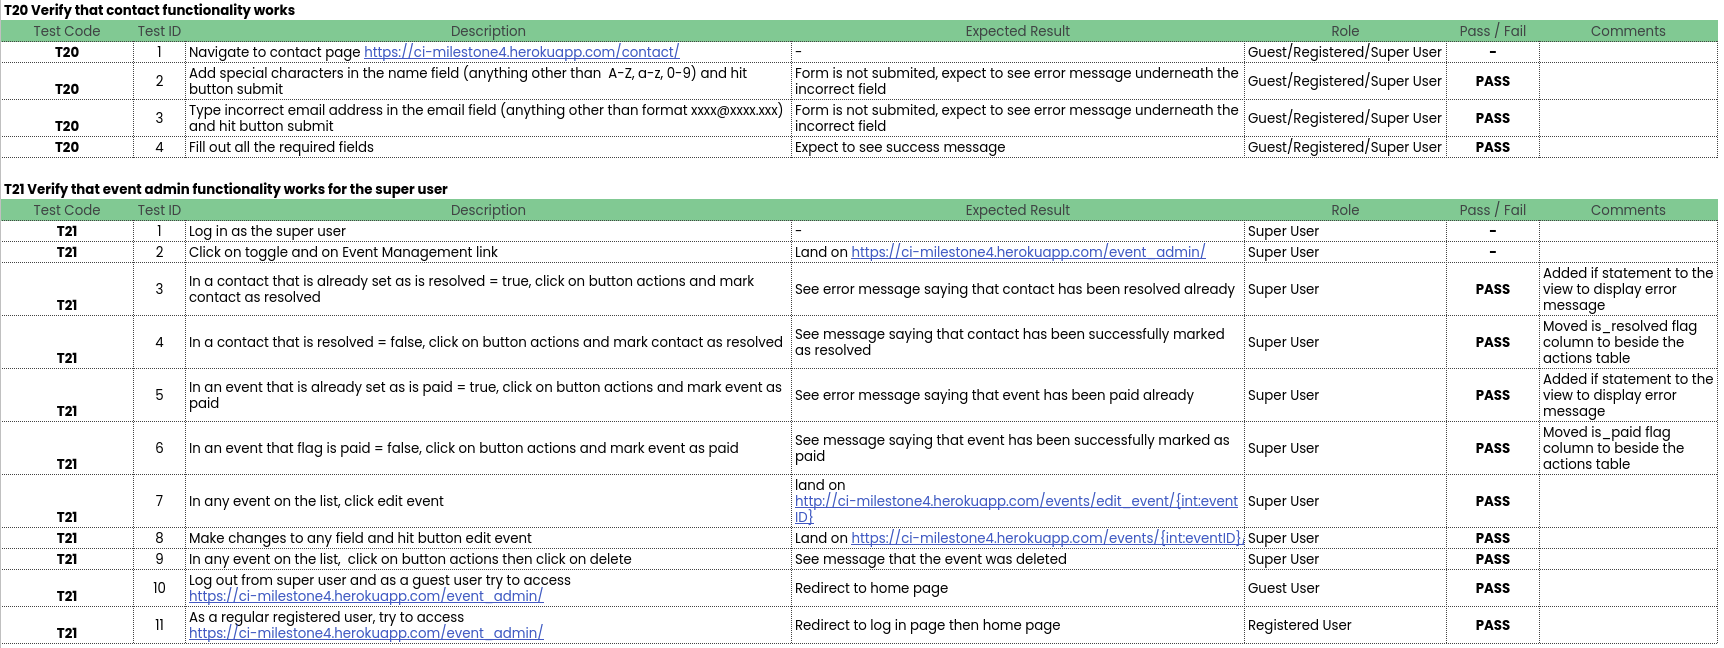 T20 Verify that contact functionality works
Test Code Test ID Description Expected Result Role Pass / Fail Comments
T20 1 Navigate to contact page https://ci-milestone4.herokuapp.com/contact/ - Guest/Registered/Super User -
T20 2 Add special characters in the name field (anything other than  A-Z, a-z, 0-9) and hit
button submit
Form is not submited, expect to see error message underneath the
incorrect field
Guest/Registered/Super User PASS
T20 3 Type incorrect email address in the email field (anything other than format xxxx@xxxx.xxx)
and hit button submit
Form is not submited, expect to see error message underneath the
incorrect field
Guest/Registered/Super User PASS
T20 4 Fill out all the required fields Expect to see success message Guest/Registered/Super User PASS
T21 Verify that event admin functionality works for the super user
Test Code Test ID Description Expected Result Role Pass / Fail Comments
T21 1 Log in as the super user - Super User -
T21 2 Click on toggle and on Event Management link Land on https://ci-milestone4.herokuapp.com/event_admin/ Super User -
T21 3 In a contact that is already set as is resolved = true, click on button actions and mark
contact as resolved
See error message saying that contact has been resolved already Super User PASS
Added if statement to the
view to display error
message
T21 4 In a contact that is resolved = false, click on button actions and mark contact as resolved
See message saying that contact has been successfully marked
as resolved
Super User PASS
Moved is_resolved flag
column to beside the
actions table
T21 5 In an event that is already set as is paid = true, click on button actions and mark event as
paid
See error message saying that event has been paid already Super User PASS
Added if statement to the
view to display error
message
T21 6 In an event that flag is paid = false, click on button actions and mark event as paid
See message saying that event has been successfully marked as
paid
Super User PASS
Moved is_paid flag
column to beside the
actions table
T21 7 In any event on the list, click edit event
land on
http://ci-milestone4.herokuapp.com/events/edit_event/{int:event
ID}
Super User PASS
T21 8 Make changes to any field and hit button edit event Land on https://ci-milestone4.herokuapp.com/events/{int:eventID}/ Super User PASS
T21 9 In any event on the list,  click on button actions then click on delete See message that the event was deleted Super User PASS
T21 10 Log out from super user and as a guest user try to access
https://ci-milestone4.herokuapp.com/event_admin/
Redirect to home page Guest User PASS
T21 11 As a regular registered user, try to access
https://ci-milestone4.herokuapp.com/event_admin/
Redirect to log in page then home page Registered User PASS